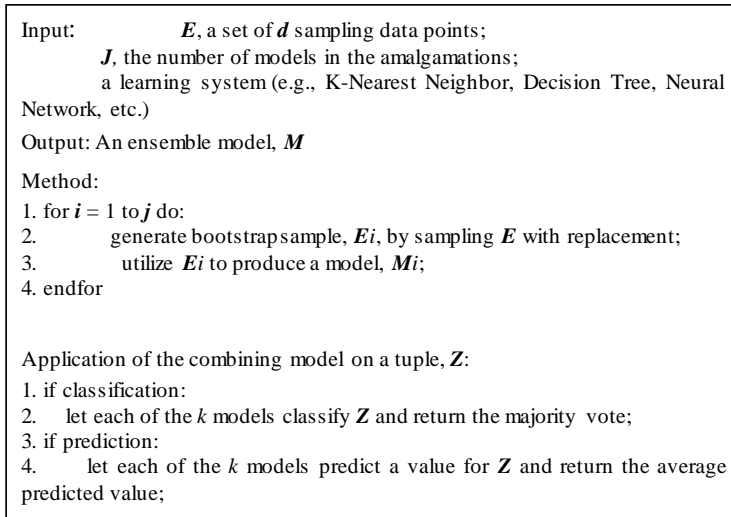 Input: E, a set of d sampling data points;
J, the number of models in the amalgamations;
a learning system (e.g., K-Nearest Neighbor, Decision Tree, Neural
Network, etc.)
Output: An ensemble model, M
Method:
1. for i = 1 to j do:
2. generate bootstrap sample, Ei, by sampling E with replacement;
3. utilize Ei to produce a model, Mi;
4. endfor
Application of the combining model on a tuple, Z:
1. if classification:
2. let each of the k models classify Z and return the majority vote;
3. if prediction:
4. let each of the k models predict a value for Z and return the average
predicted value;